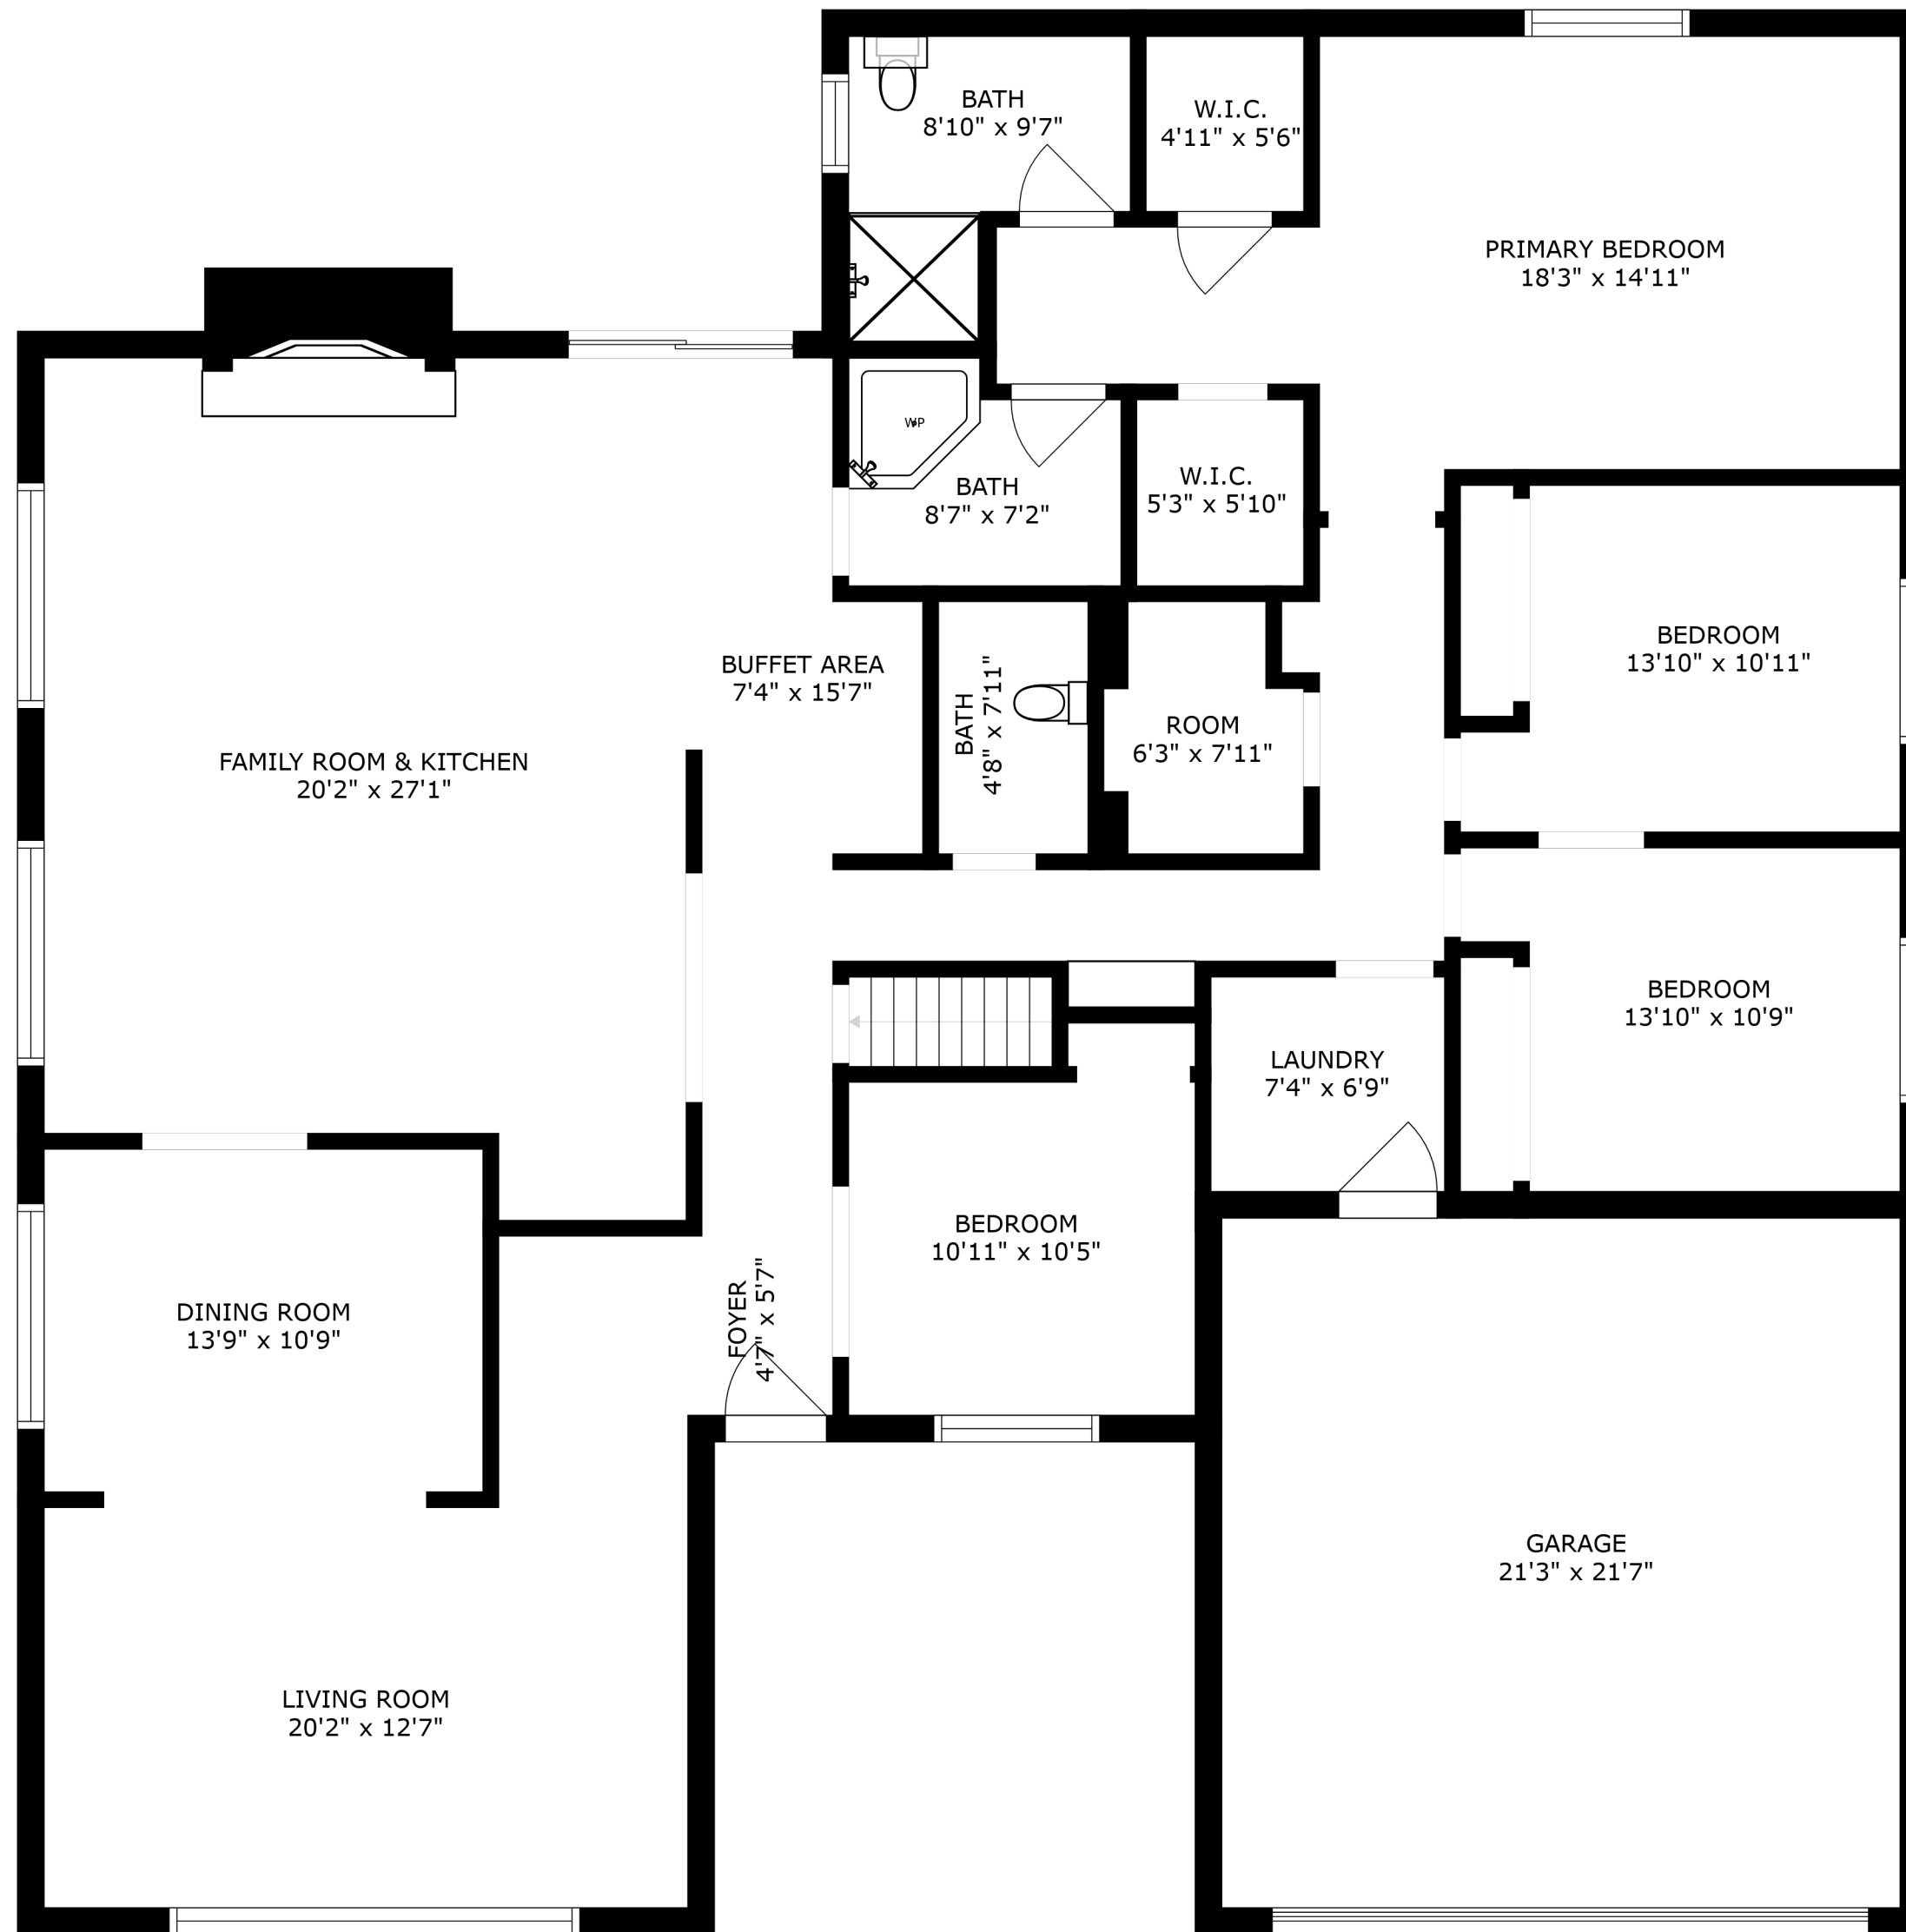 BATH
8'10" x 9'7"
W.I.C.
4'11" x 5'6"
PRIMARY BEDROOM
18'3" x 14'11"
WP
BATH
8'7" x 7'2"
W.I.C.
5'3" x 5'10"
BEDROOM
13'10" x 10'11"
BUFFET AREA
7'4" x 15'7"
BATH
4'8" x 7'11"
ROOM
6'3" x 7'11"
FAMILY ROOM & KITCHEN
20'2" x 27'1"
BEDROOM
13'10" x 10'9"
LAUNDRY
7'4" x 6'9"
BEDROOM
10'11" x 10'5"
FOYER
4'7" x 5'7"
DINING ROOM
13'9" x 10'9"
GARAGE
21'3" x 21'7"
LIVING ROOM
20'2" x 12'7"